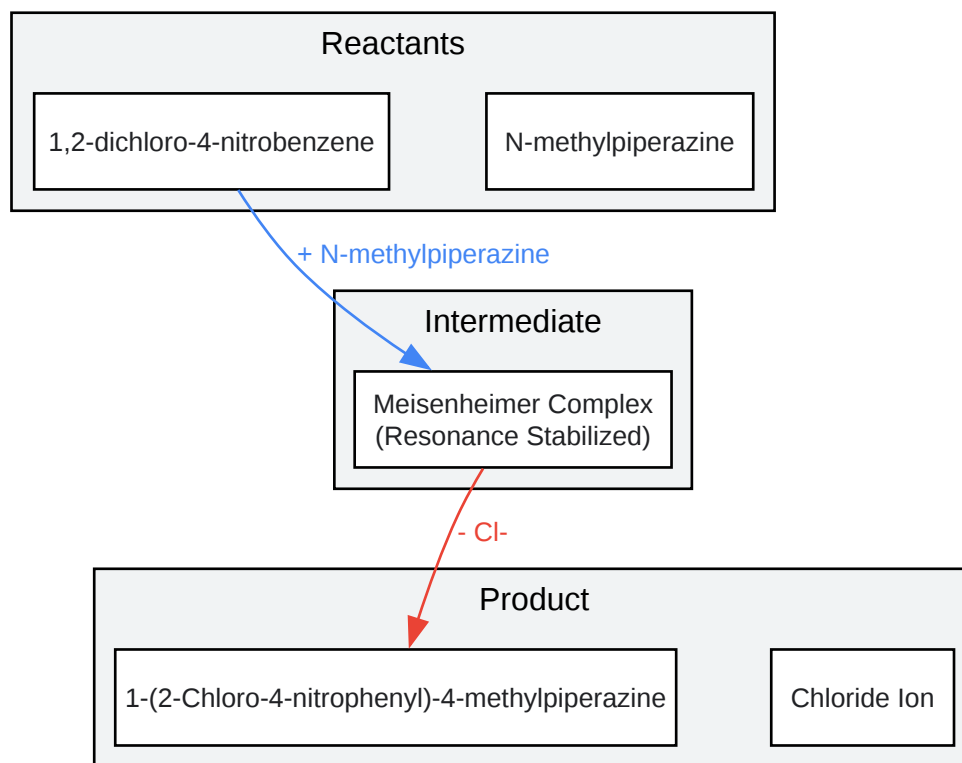 Reactants
1,2-dichloro-4-nitrobenzene
N-methylpiperazine
+ N-methylpiperazine
Intermediate
Meisenheimer Complex
(Resonance Stabilized)
- Cl-
Product
1-(2-Chloro-4-nitrophenyl)-4-methylpiperazine
Chloride Ion